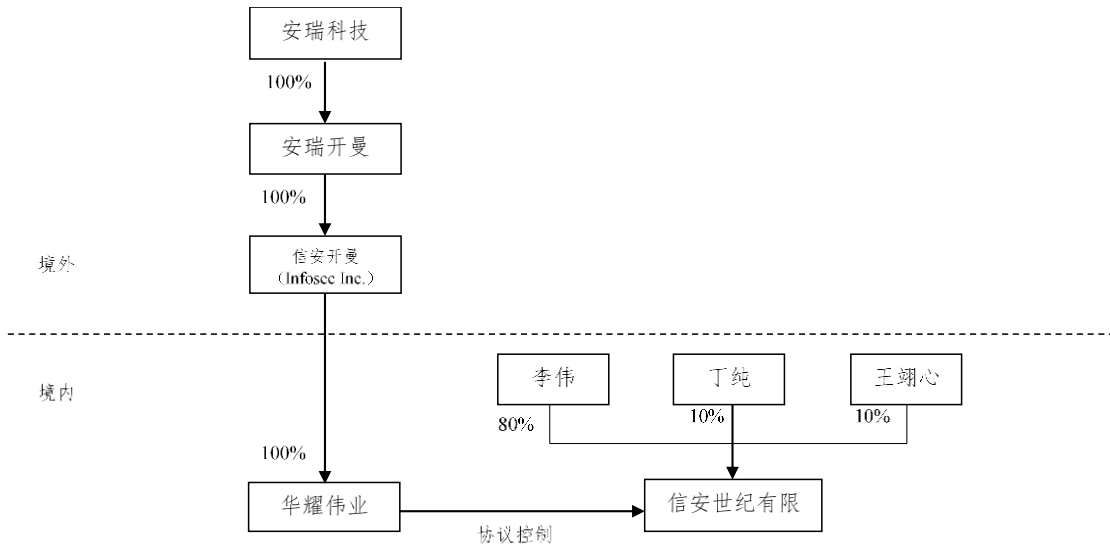 安瑞科技
100%
安瑞开曼
100%
信安开曼
（Infosec Inc.）
境外
境内
李伟
丁纯
王翊心
80%
10%
10%
100%
华耀伟业
信安世纪有限
协议控制